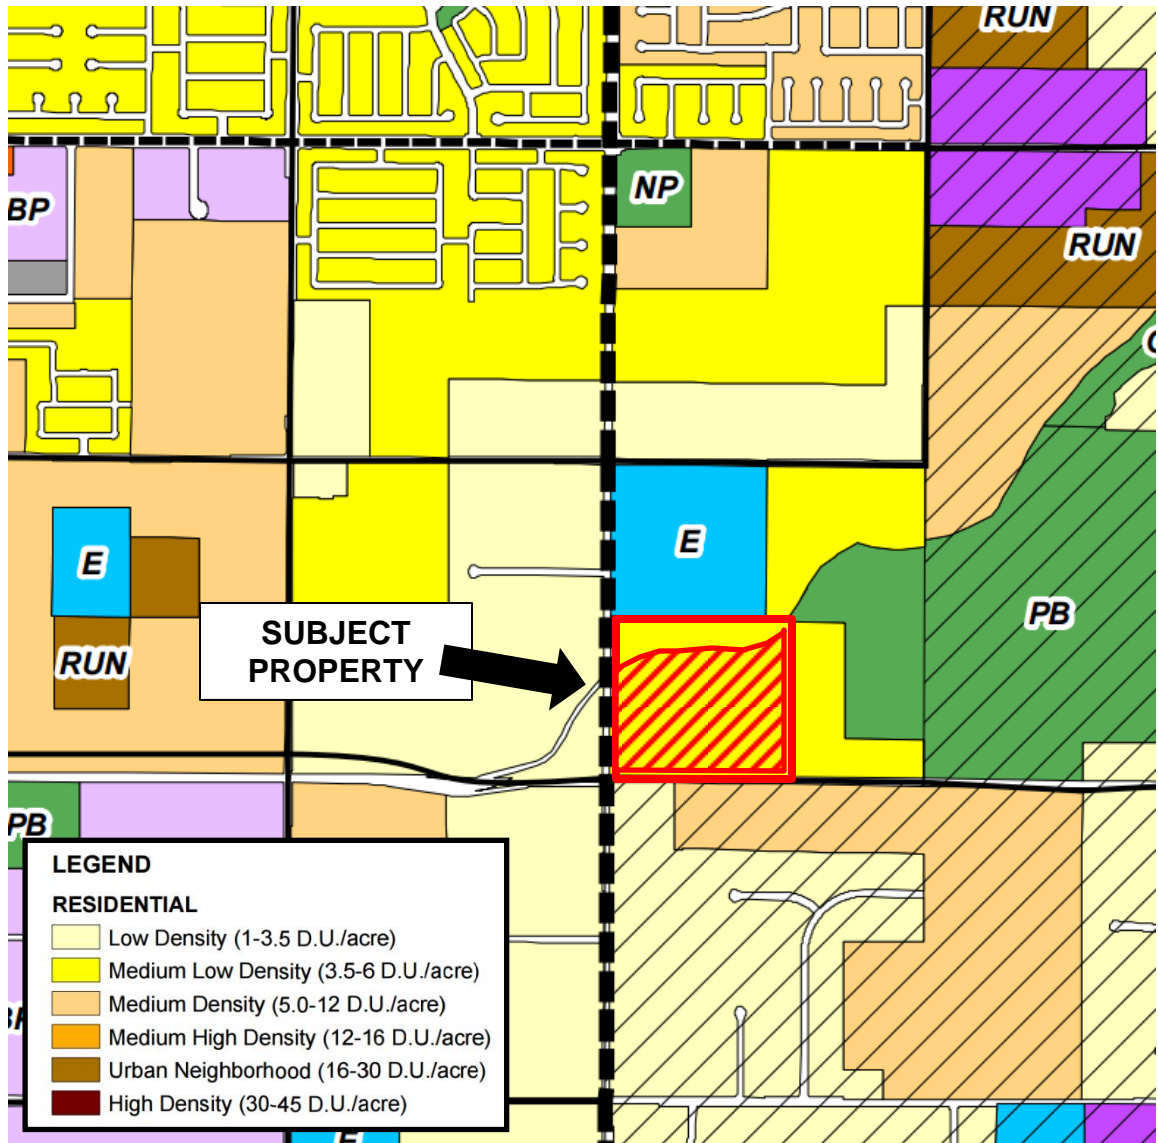 RUN
NP
BP
RUN
E
E
PB
RUN
SUBJECT
PROPERTY
PB
LEGEND
RESIDENTIAL
Low Density (1-3.5 D.U./acre)
Medium Low Density (3.5-6 D.U./acre)
Medium Density (5.0-12 D.U./acre)
Medium High Density (12-16 D.U./acre)
Urban Neighborhood (16-30 D.U./acre)
High Density (30-45 D.U./acre)
E